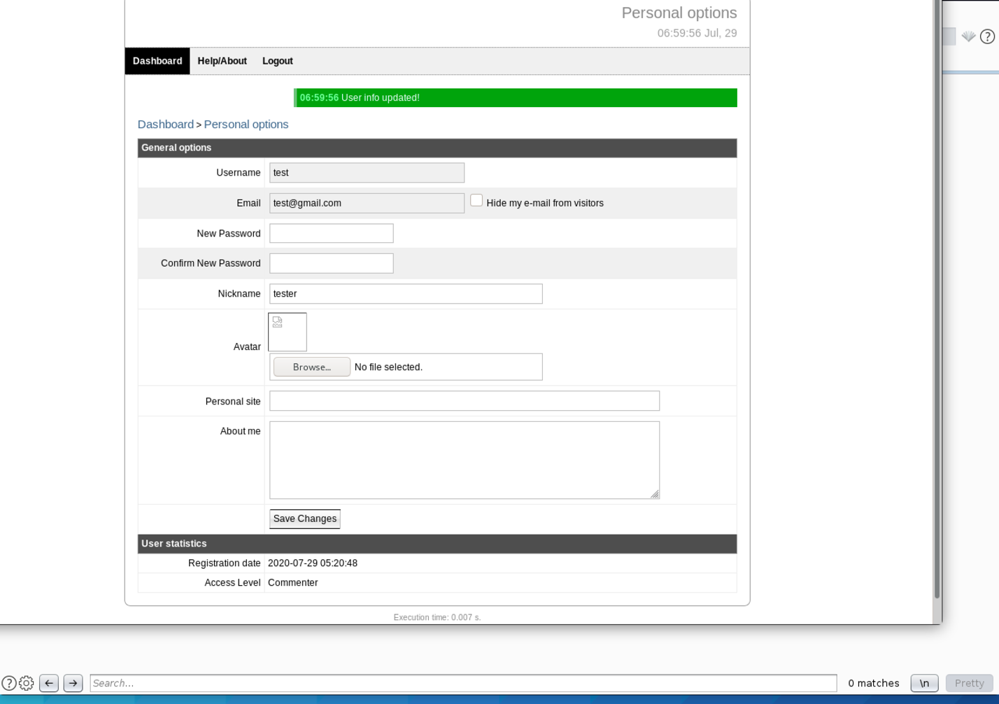 Personal options
06:59:56 Jul, 29
Dashboard Help/About Logout
06:59:56 User info updated!
Dashboard > Personal options
General options
Username test
Email test@gmail.com Hide my e-mail from visitors
New Password
Confirm New Password
Nickname tester
Avatar
Browse... No file selected.
Personal site
About me
Save Changes
User statistics
Registration date 2020-07-29 05:20:48
Access Level Commenter
Execution time: 0.007 s.
? ← → Search... 0 matches \n Pretty